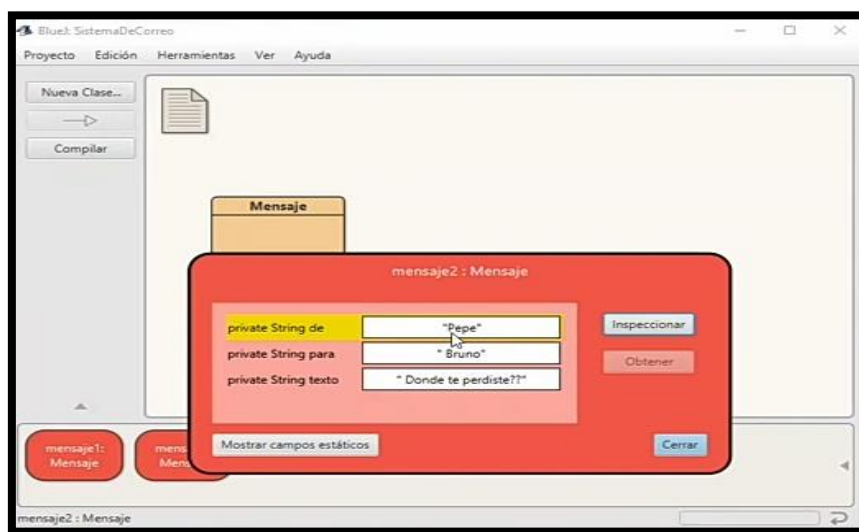 BlueJ: SistemaDeCorreo
Proyecto Edición Herramientas Ver Ayuda
Nueva Clase...
Compilar
Mensaje
mensaje2 : Mensaje
private String de "Pepe"
private String para " Bruno"
private String texto " Donde te perdiste??"
Inspeccionar
Obtener
Mostrar campos estáticos
Cerrar
mensaje1:
Mensaje
mensaje2 : Mensaje